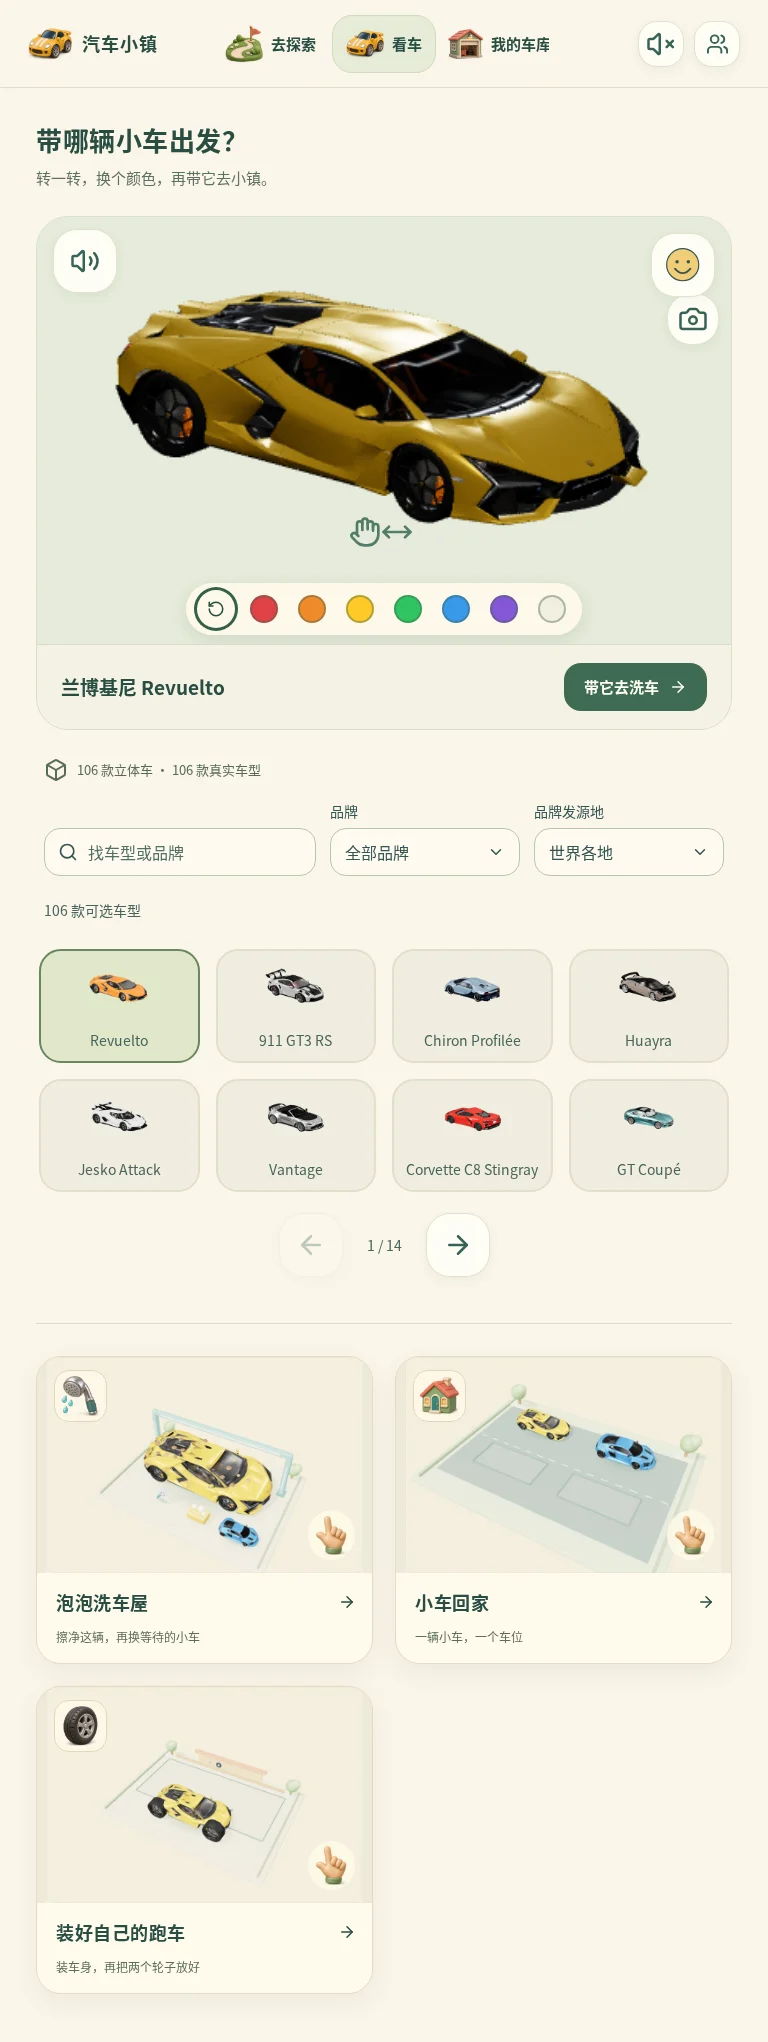 汽车小镇
去探索
看车
我的车库
带哪辆小车出发？
转一转，换个颜色，再带它去小镇。
兰博基尼 Revuelto
带它去洗车
106 款立体车 · 106 款真实车型
品牌
品牌发源地
找车型或品牌
全部品牌
世界各地
106 款可选车型
Revuelto
911 GT3 RS
Chiron Profilée
Huayra
Jesko Attack
Vantage
Corvette C8 Stingray
GT Coupé
1 / 14
泡泡洗车屋
擦净这辆，再换等待的小车
小车回家
一辆小车，一个车位
装好自己的跑车
装车身，再把两个轮子放好